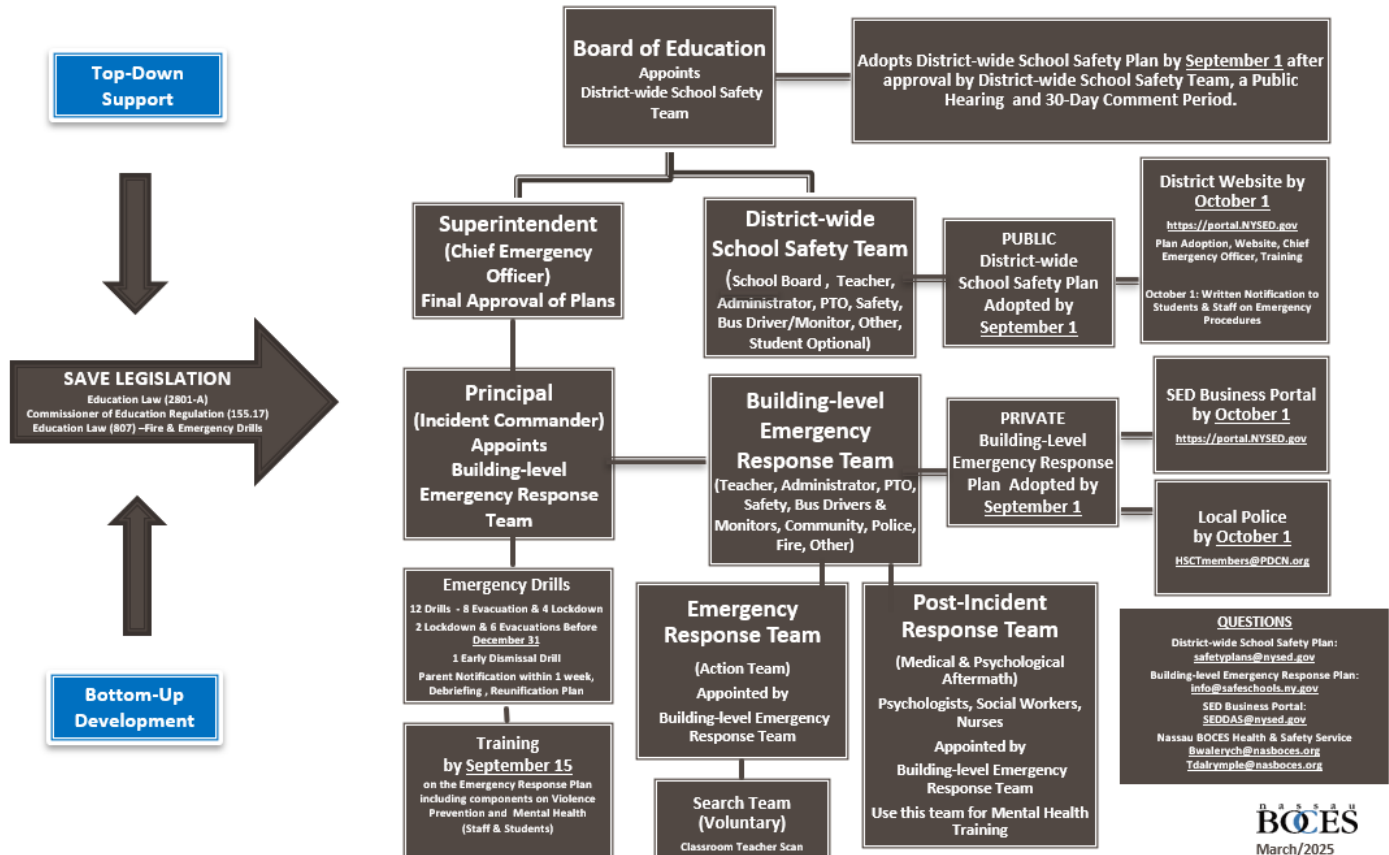 Top-Down
Support
Board of Education
Appoints
District-wide School Safety
Team
Adopts District-wide School Safety Plan by September 1 after
approval by District-wide School Safety Team, a Public
Hearing and 30-Day Comment Period.
Superintendent
(Chief Emergency
Officer)
Final Approval of Plans
District-wide
School Safety Team
(School Board , Teacher,
Administrator, PTO, Safety,
Bus Driver/Monitor, Other,
Student Optional)
PUBLIC
District-wide
School Safety Plan
Adopted by
September 1
District Website by
October 1
https://portal.NYSED.gov
Plan Adoption, Website, Chief
Emergency Officer, Training
October 1: Written Notification to
Students & Staff on Emergency
Procedures
SAVE LEGISLATION
Education Law (2801-A)
Commissioner of Education Regulation (155.17)
Education Law (807) –Fire & Emergency Drills
Principal
(Incident Commander)
Appoints
Building-level
Emergency Response
Team
Building-level
Emergency
Response Team
(Teacher, Administrator, PTO,
Safety, Bus Drivers &
Monitors, Community, Police,
Fire, Other)
PRIVATE
Building-Level
Emergency Response
Plan Adopted by
September 1
SED Business Portal
by October 1
https://portal.NYSED.gov
Local Police
by October 1
HSCTmembers@PDCN.org
Bottom-Up
Development
Emergency Drills
12 Drills - 8 Evacuation & 4 Lockdown
2 Lockdown & 6 Evacuations Before
December 31
1 Early Dismissal Drill
Parent Notification within 1 week,
Debriefing , Reunification Plan
Training
by September 15
on the Emergency Response Plan
including components on Violence
Prevention and Mental Health
(Staff & Students)
Emergency
Response Team
(Action Team)
Appointed by
Building-level Emergency
Response Team
Search Team
(Voluntary)
Classroom Teacher Scan
Post-Incident
Response Team
(Medical & Psychological
Aftermath)
Psychologists, Social Workers,
Nurses
Appointed by
Building-level Emergency
Response Team
Use this team for Mental Health
Training
QUESTIONS
District-wide School Safety Plan:
safetyplans@nysed.gov
Building-level Emergency Response Plan:
info@safeschools.ny.gov
SED Business Portal:
SEDDAS@nysed.gov
Nassau BOCES Health & Safety Service
Bwalerych@nasboces.org
Tdalrymple@nasboces.org
nassau
BOCES
March/2025